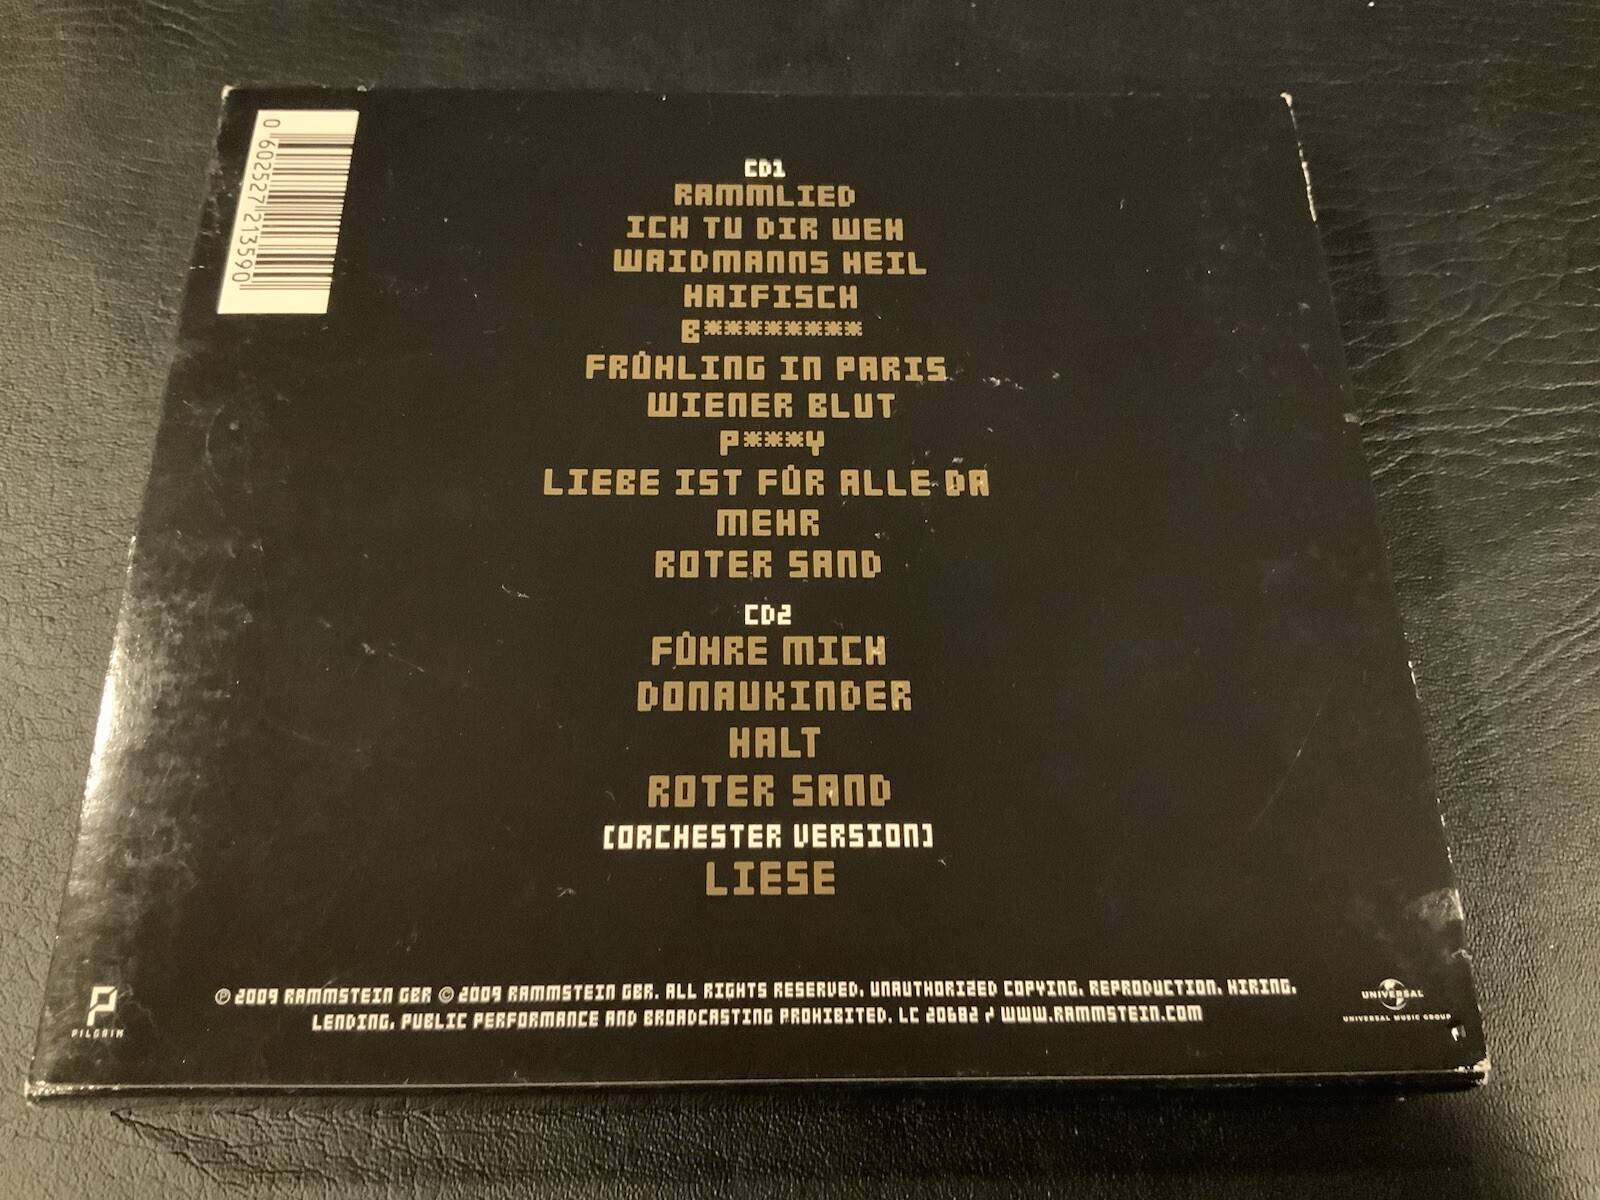 0 602527 213590
CD1
RAMMLIED
ICH TU DIR WEH
WAIDMANNS HEIL
HAIFISCH
B********
FRÜHLING IN PARIS
WIENER BLUT
P***Y
LIEBE IST FÜR ALLE DA
MEHR
ROTER SAND
CD2
FÜHRE MICH
DONAUKINDER
HALT
ROTER SAND
[ORCHESTER VERSION]
LIESE
℗ 2009 RAMMSTEIN GBR © 2009 RAMMSTEIN GBR. ALL RIGHTS RESERVED. UNAUTHORIZED COPYING, REPRODUCTION, HIRING,
LENDING, PUBLIC PERFORMANCE AND BROADCASTING PROHIBITED. LC 20682 / WWW.RAMMSTEIN.COM
PILGRIM
UNIVERSAL
UNIVERSAL MUSIC GROUP